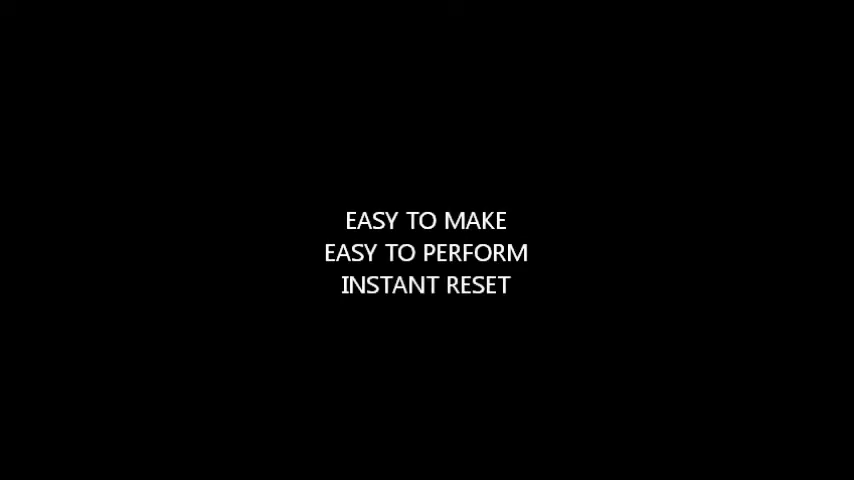 EASY TO MAKE
EASY TO PERFORM
INSTANT RESET